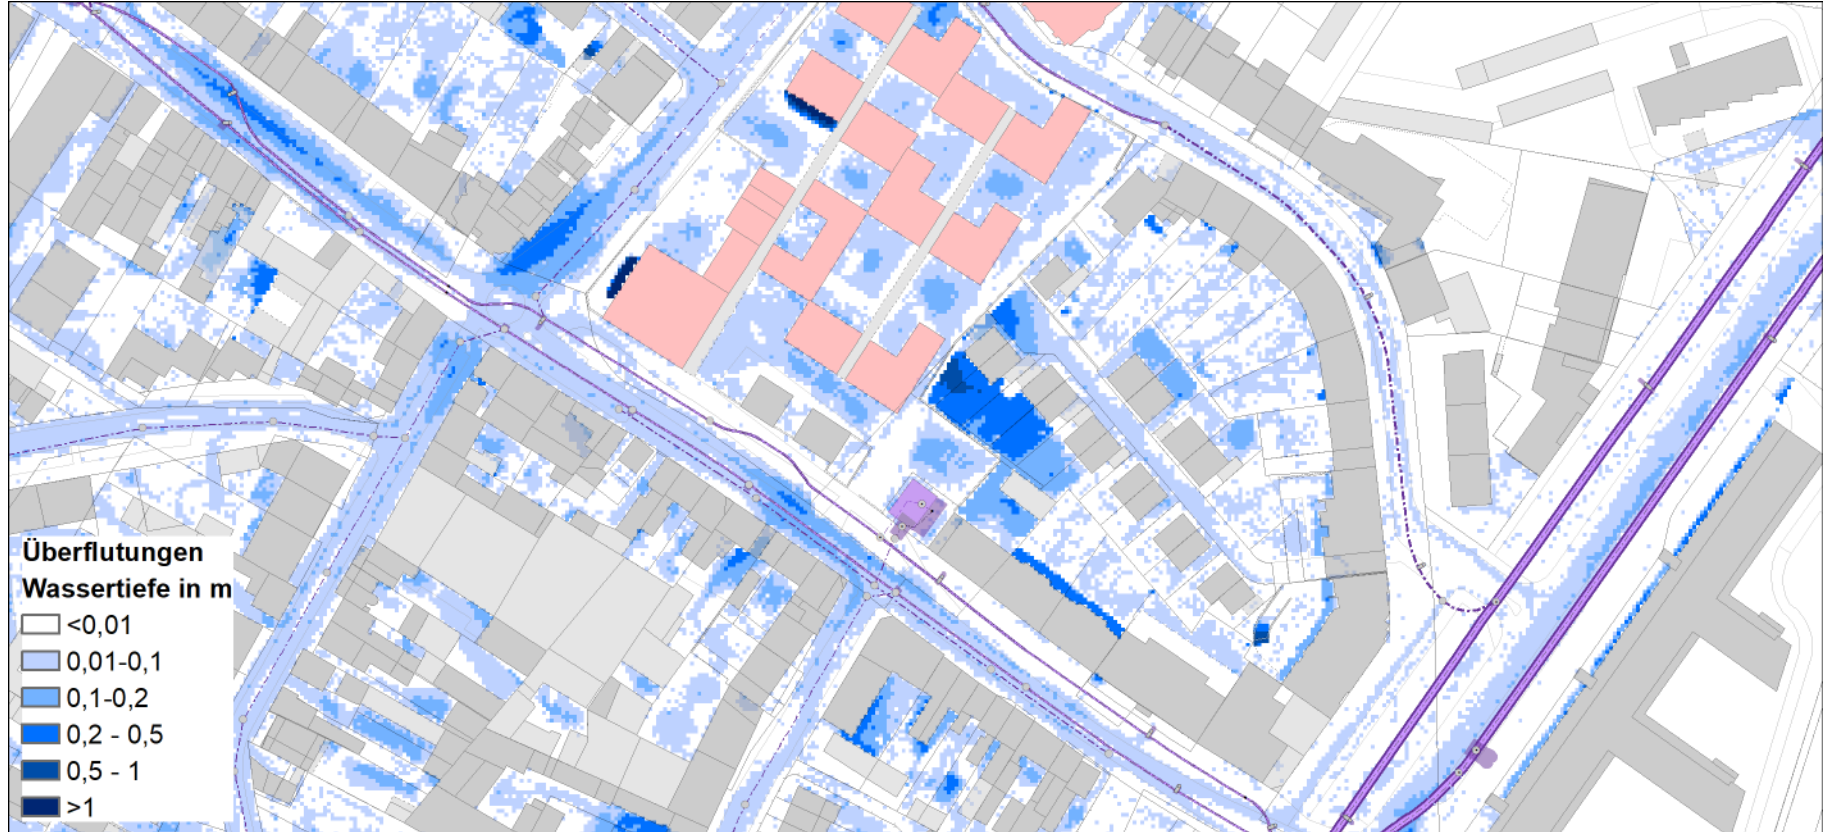 Überflutungen
Wassertiefe in m
<0,01
0,01-0,1
0,1-0,2
0,2 - 0,5
0,5 - 1
>1